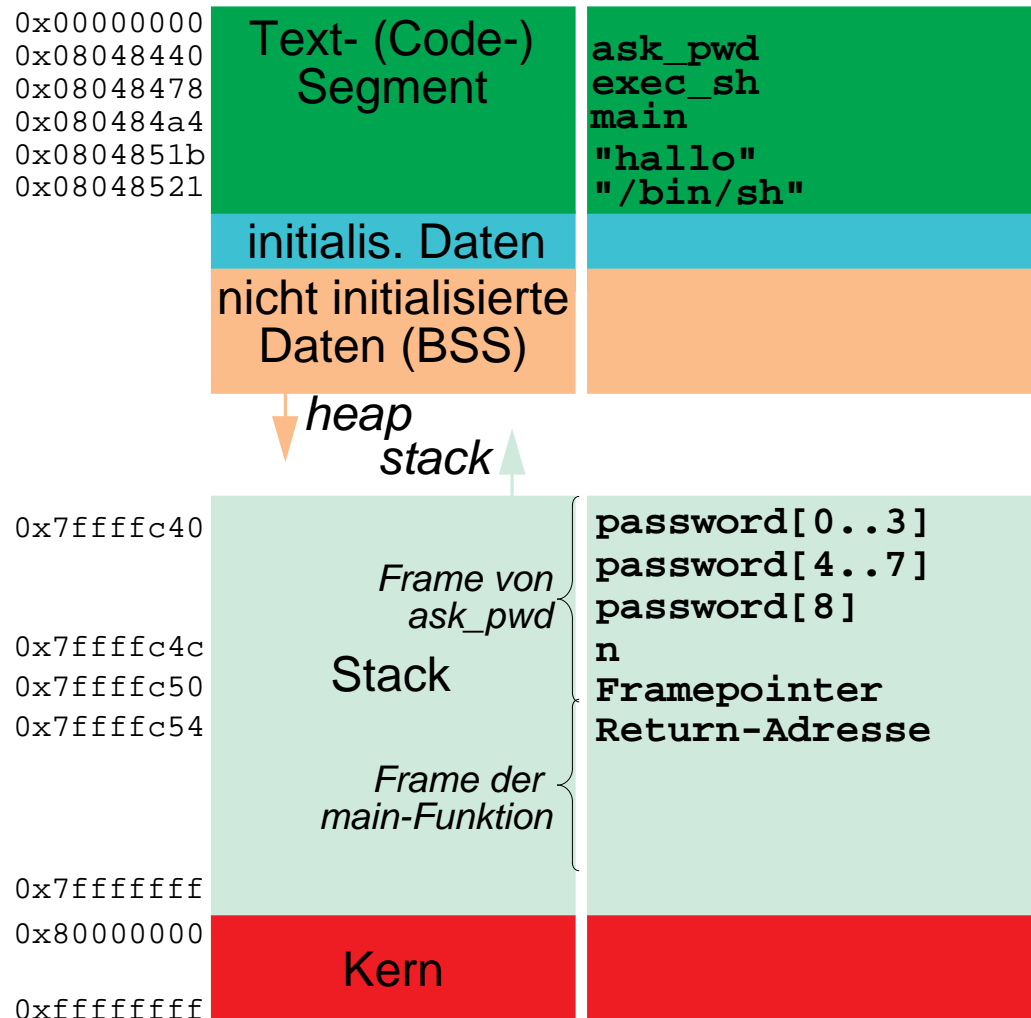 0x00000000
0x08048440
0x08048478
0x080484a4
0x0804851b
0x08048521
Text- (Code-)
Segment
ask_pwd
exec_sh
main
"hallo"
"/bin/sh"
initialis. Daten
nicht initialisierte
Daten (BSS)
heap
stack
0x7ffffc40
0x7ffffc4c
0x7ffffc50
0x7ffffc54
0x7fffffff
Frame von
ask_pwd
Stack
Frame der
main-Funktion
password[0..3]
password[4..7]
password[8]
n
Framepointer
Return-Adresse
0x80000000
0xffffffff
Kern